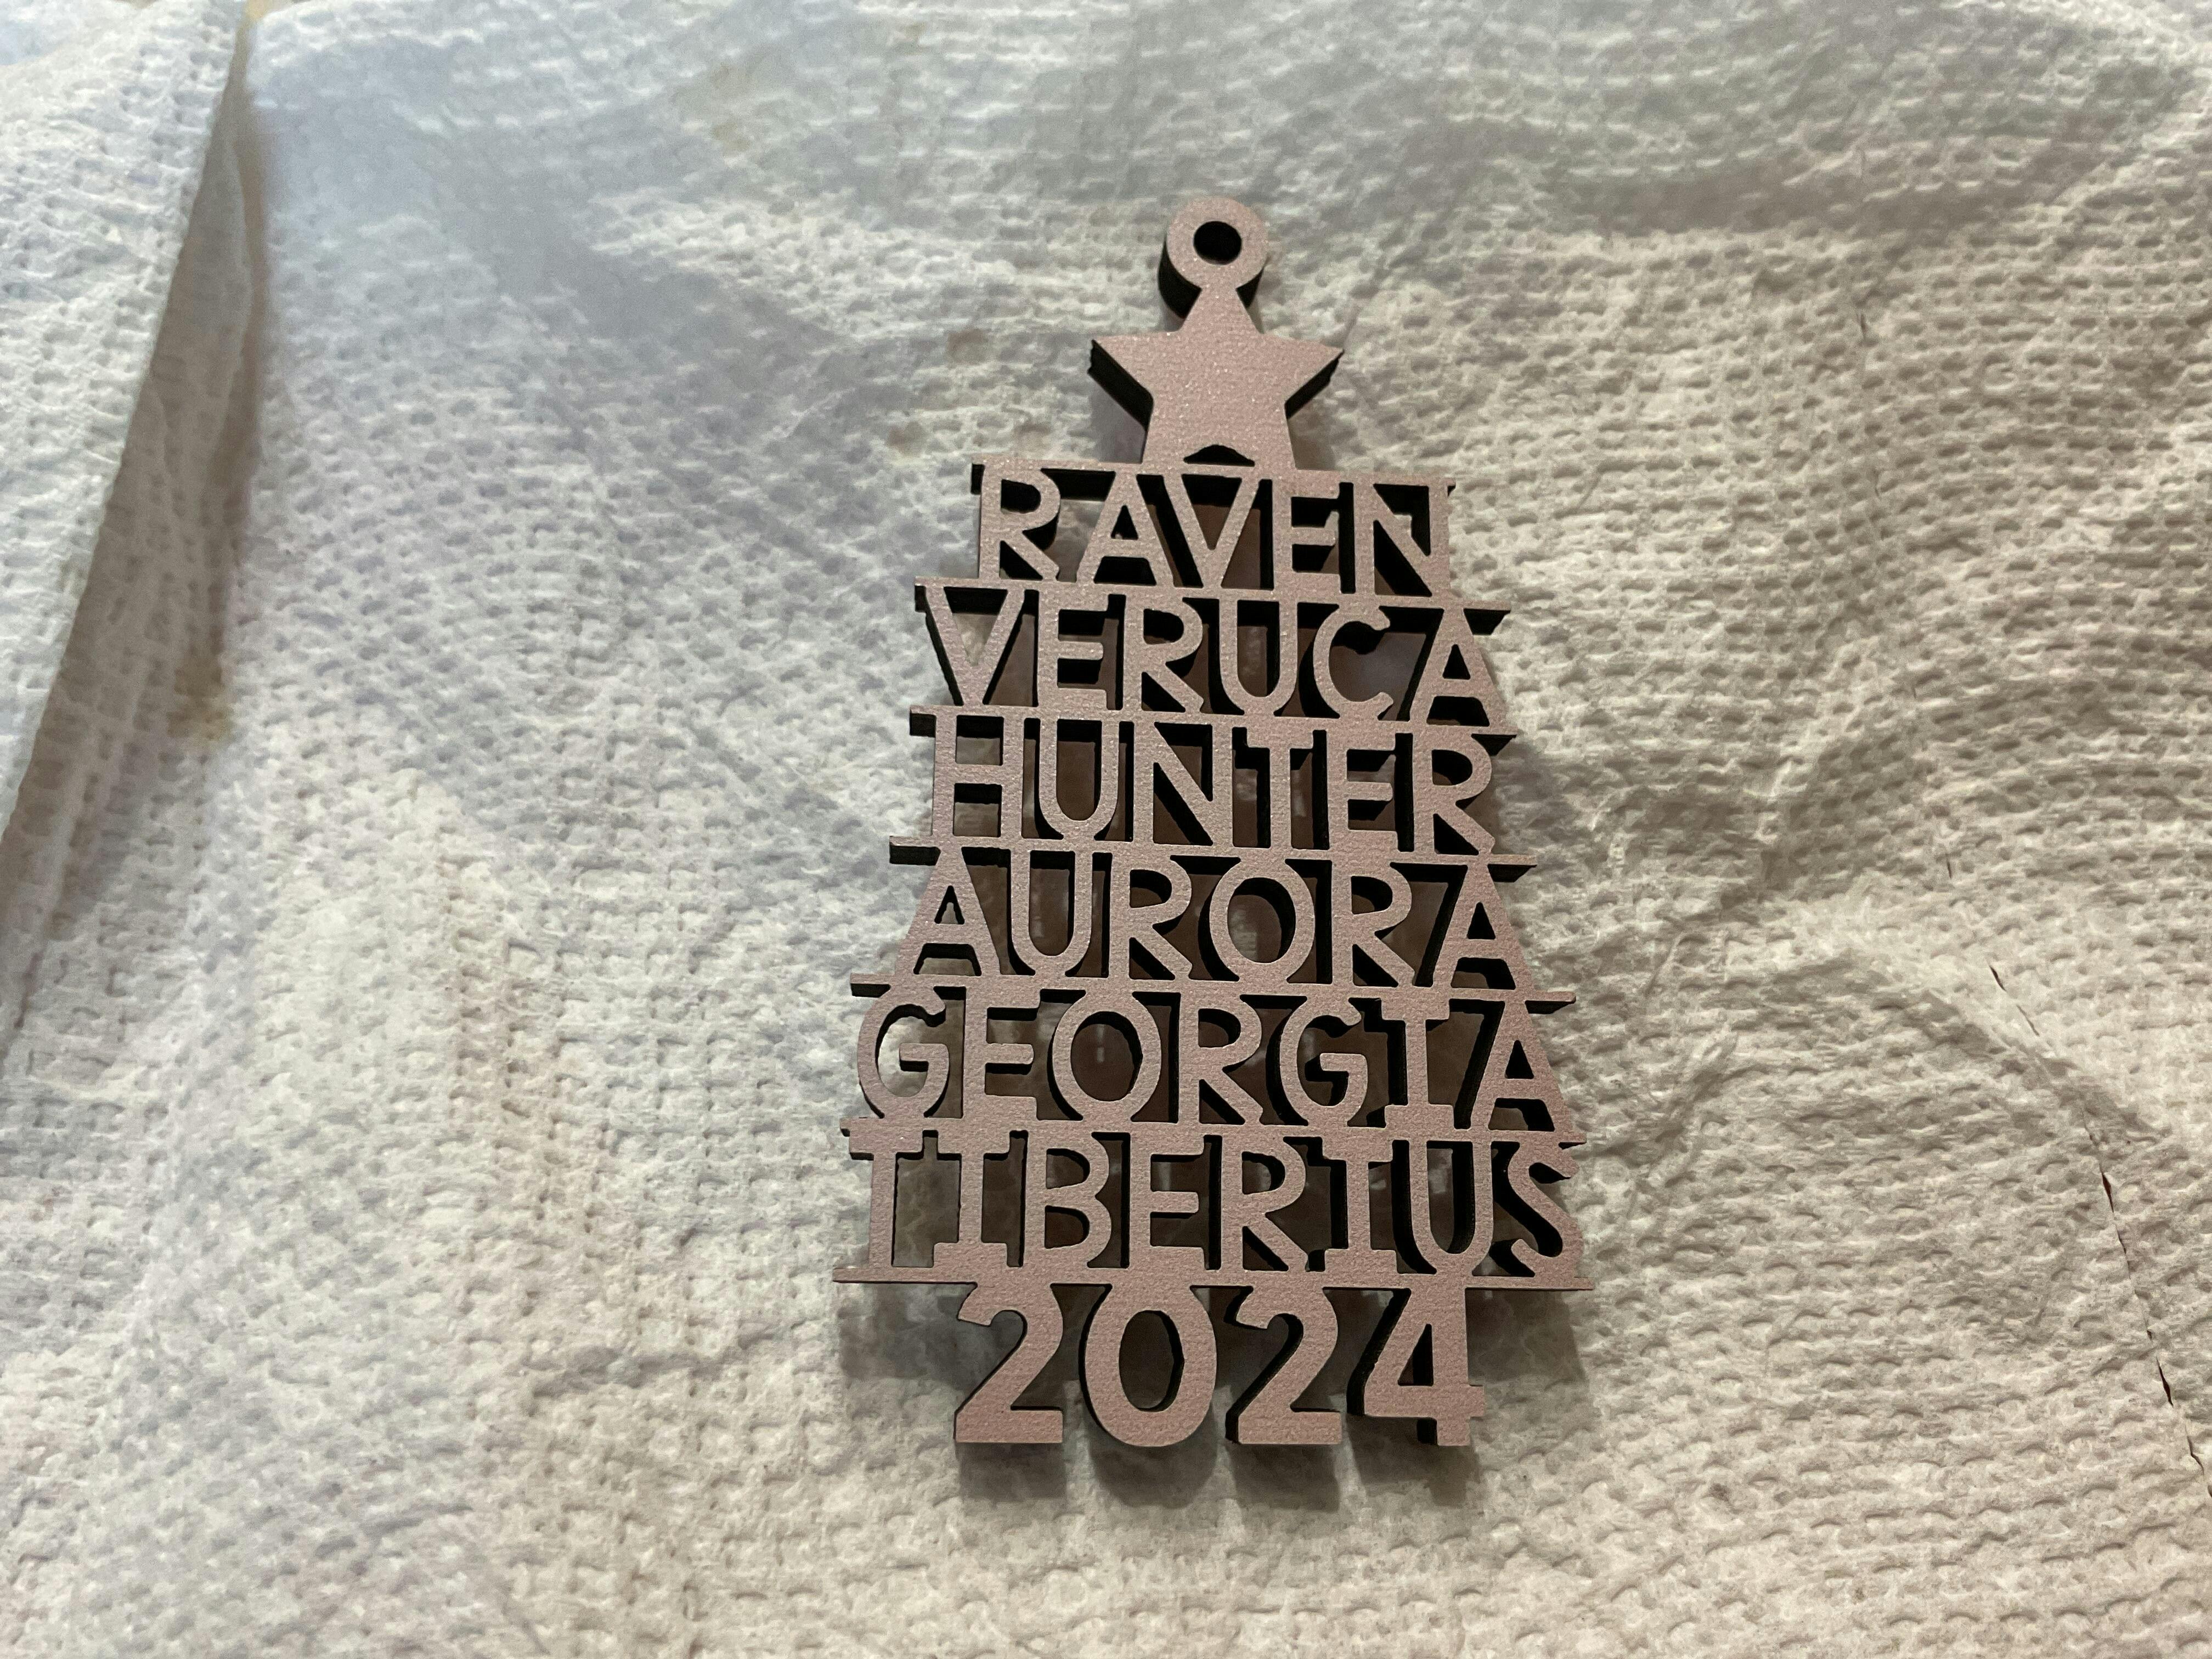 RAVEN
VERUCA
HUNTER
AURORA
GEORGIA
TIBERIUS
2024